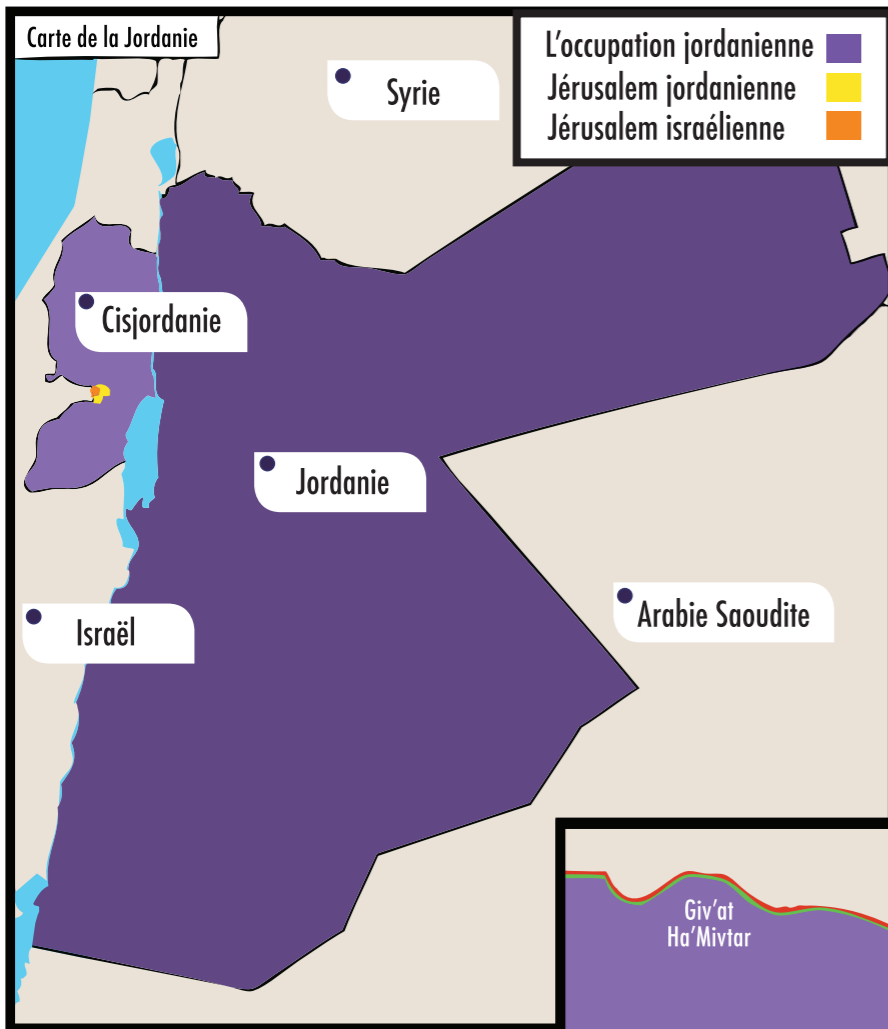 Carte de la Jordanie
L'occupation jordanienne
Jérusalem jordanienne
Jérusalem israélienne
Syrie
Cisjordanie
Jordanie
Arabie Saoudite
Israël
Giv'at
Ha'Mivtar